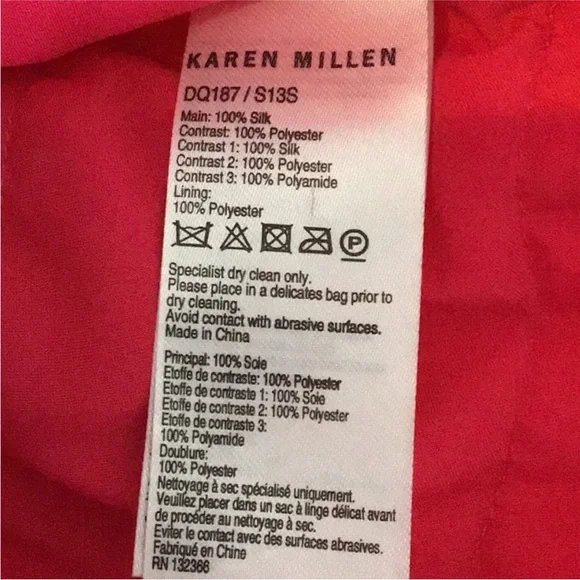 KAREN MILLEN
DQ187 / S13S
Main: 100% Silk
Contrast: 100% Polyester
Contrast 1: 100% Silk
Contrast 2: 100% Polyester
Contrast 3: 100% Polyamide
Lining:
100% Polyester
P
Specialist dry clean only.
Please place in a delicates bag prior to
dry cleaning.
Avoid contact with abrasive surfaces.
Made in China
Principal: 100% Soie
Etoffe de contraste: 100% Polyester
Etoffe de contraste 1: 100% Soie
Etoffe de contraste 2: 100% Polyester
Etoffe de contraste 3:
100% Polyamide
Doublure:
100% Polyester
Nettoyage à sec spécialisé uniquement.
Veuillez placer dans un sac à linge délicat avant
de procéder au nettoyage à sec.
Eviter le contact avec des surfaces abrasives.
Fabriqué en Chine
RN 132366